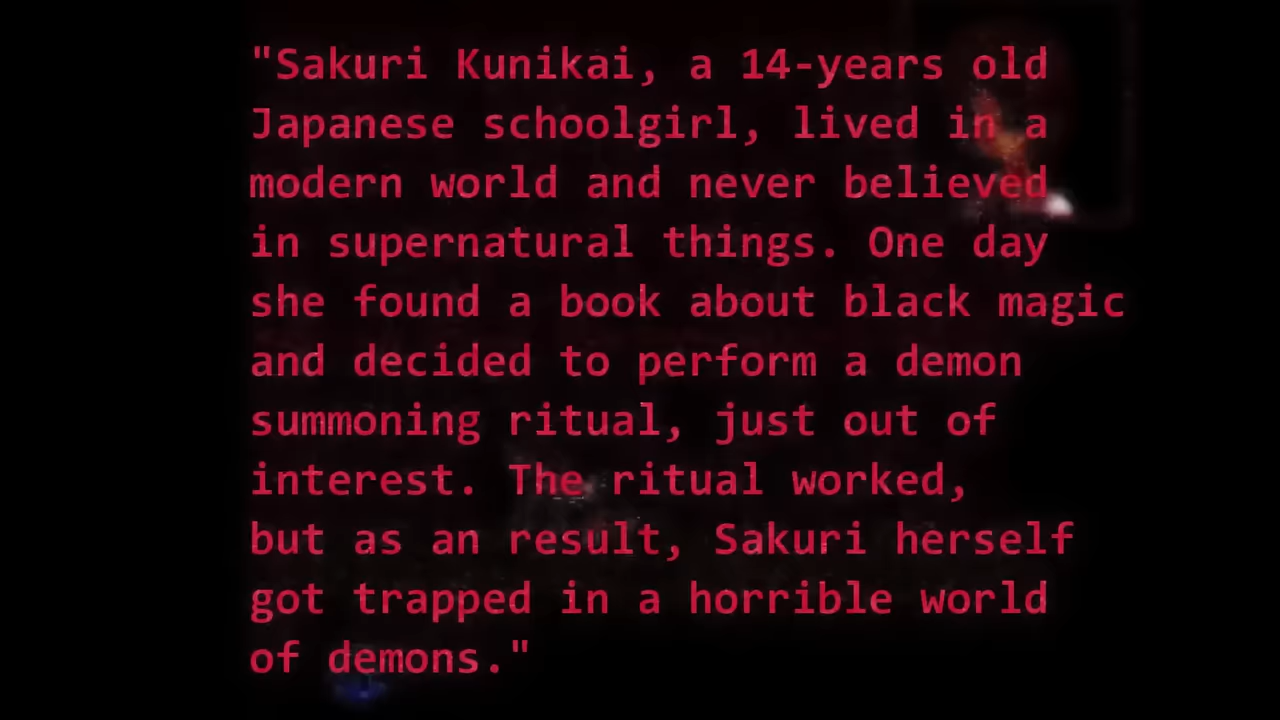 "Sakuri Kunikai, a 14-years old
Japanese schoolgirl, lived in a
modern world and never believed
in supernatural things. One day
she found a book about black magic
and decided to perform a demon
summoning ritual, just out of
interest. The ritual worked,
but as an result, Sakuri herself
got trapped in a horrible world
of demons."